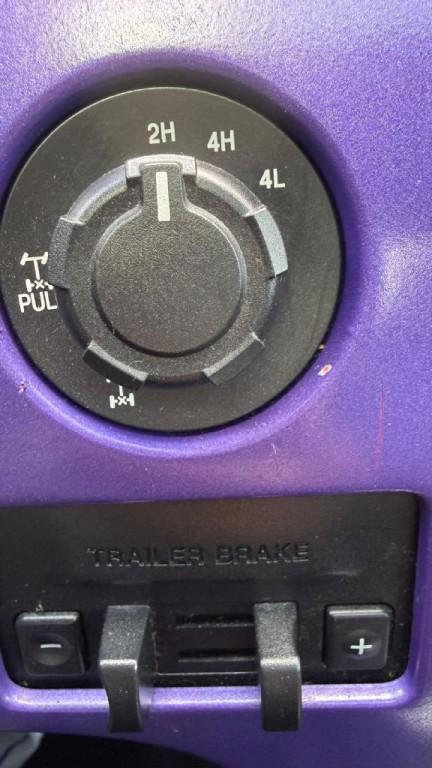 2H
4H
4L
PUL
TRAILER BRAKE
-
+